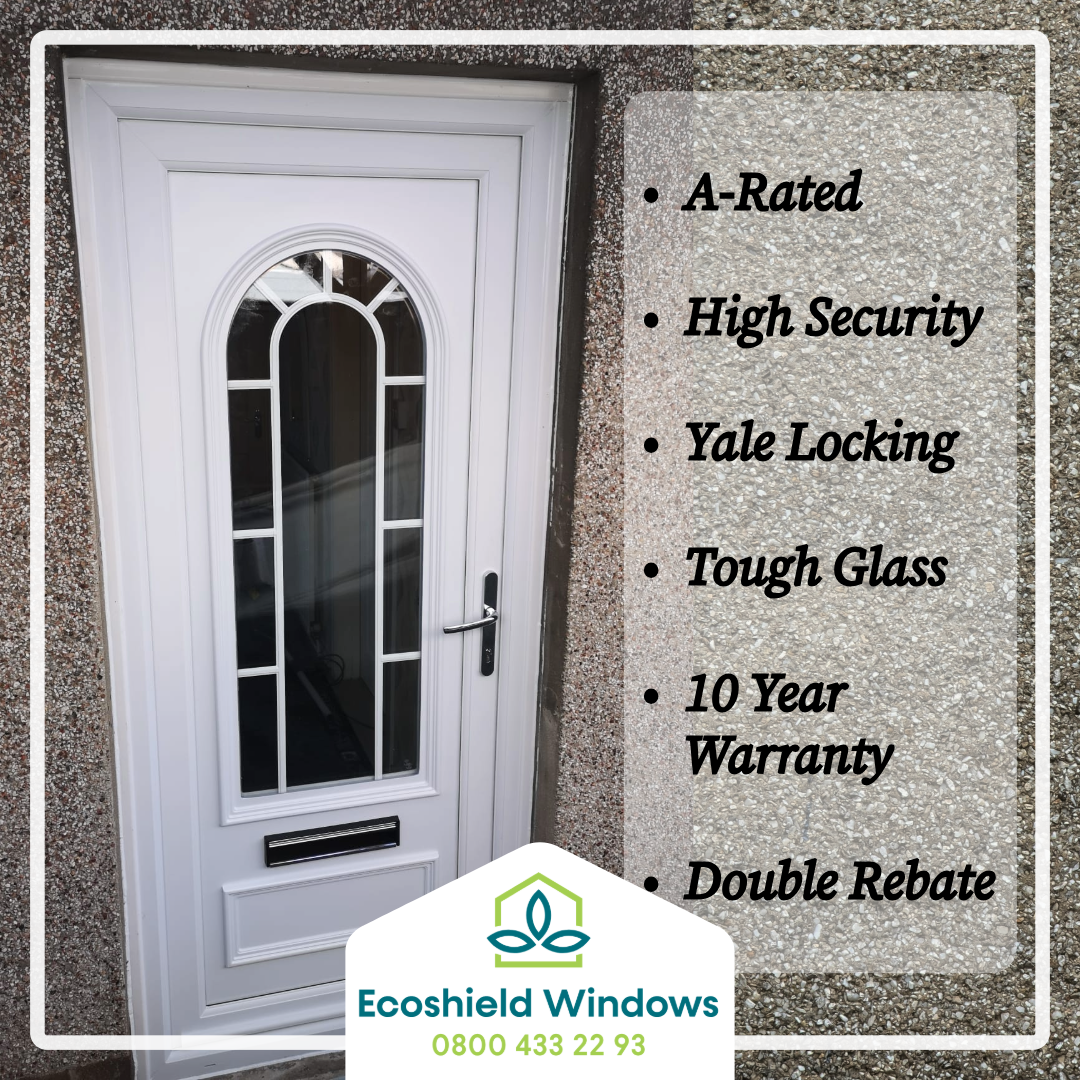 • A-Rated
• High Security
• Yale Locking
• Tough Glass
• 10 Year
Warranty
• Double Rebate
Ecoshield Windows
0800 433 22 93